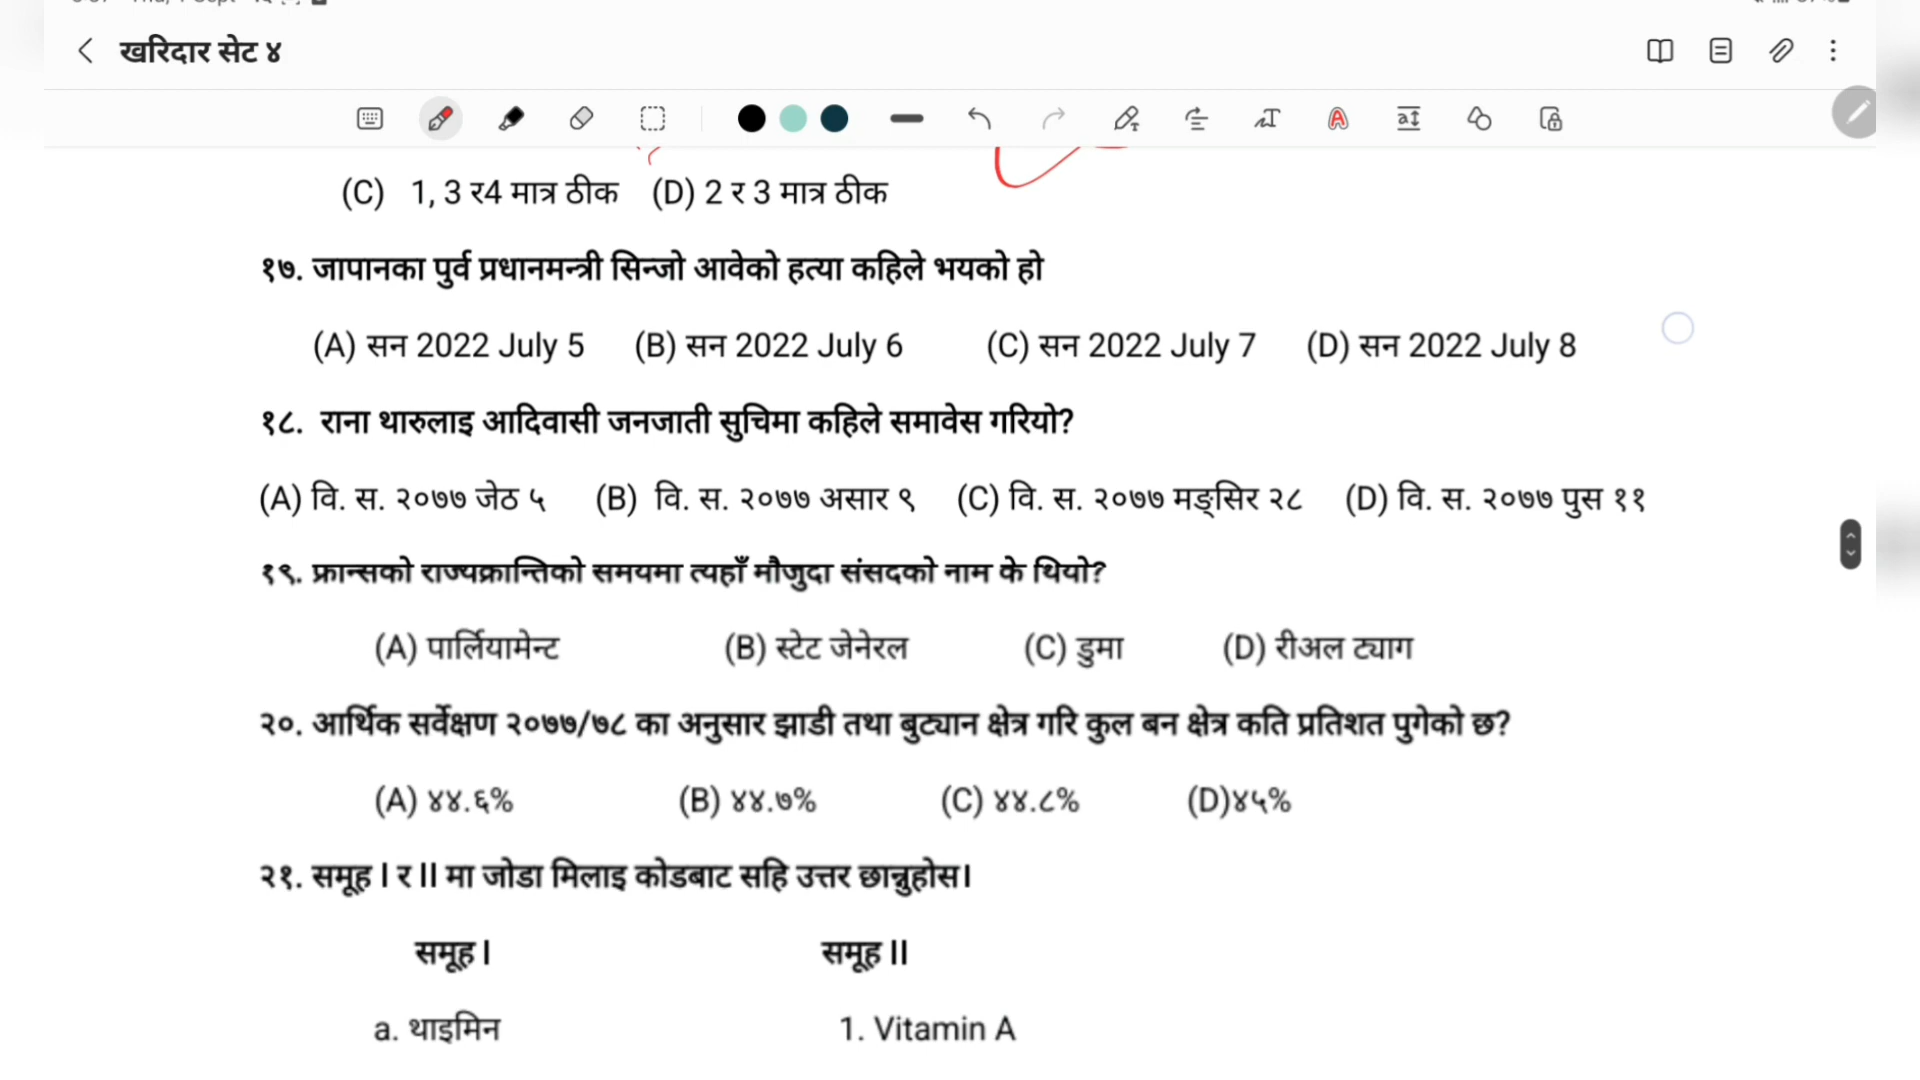 खरिदार सेट ४
(C) 1, 3 र4 मात्र ठीक (D) 2 र 3 मात्र ठीक
१७. जापानका पुर्व प्रधानमन्त्री सिन्जो आवेको हत्या कहिले भयको हो
(A) सन 2022 July 5 (B) सन 2022 July 6 (C) सन 2022 July 7 (D) सन 2022 July 8
१८. राना थारुलाइ आदिवासी जनजाती सुचिमा कहिले समावेस गरियो?
(A) वि. स. २०७७ जेठ ५ (B) वि. स. २०७७ असार ९ (C) वि. स. २०७७ मङ्सिर २८ (D) वि. स. २०७७ पुस ११
१९. फ्रान्सको राज्यक्रान्तिको समयमा त्यहाँ मौजुदा संसदको नाम के थियो?
(A) पार्लियामेन्ट (B) स्टेट जेनेरल (C) डुमा (D) रीअल ट्याग
२०. आर्थिक सर्वेक्षण २०७७/७८ का अनुसार झाडी तथा बुट्यान क्षेत्र गरि कुल बन क्षेत्र कति प्रतिशत पुगेको छ?
(A) ४४.६% (B) ४४.७% (C) ४४.८% (D)४५%
२१. समूह I र II मा जोडा मिलाइ कोडबाट सहि उत्तर छान्नुहोस।
समूह I समूह II
a. थाइमिन 1. Vitamin A